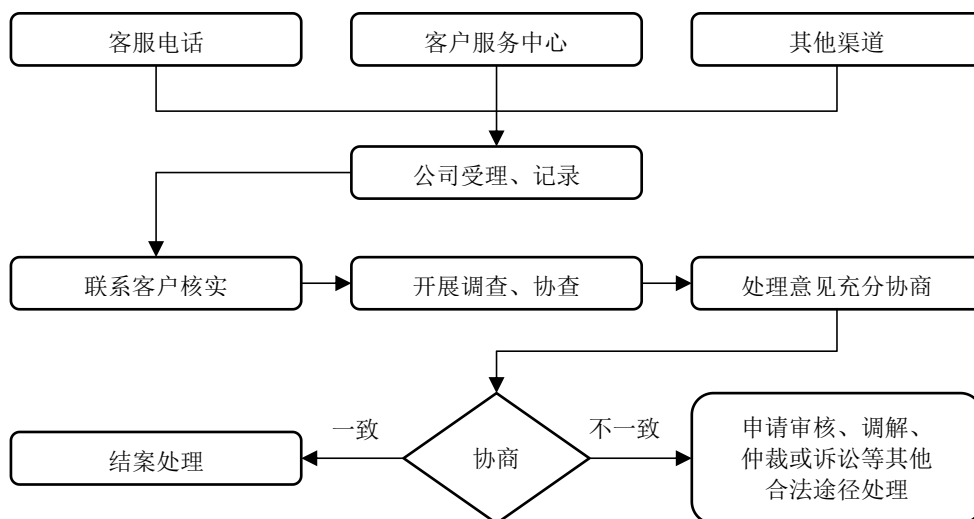 客服电话
客户服务中心
其他渠道
公司受理、记录
联系客户核实
开展调查、协查
处理意见充分协商
一致
不一致
结案处理
协商
申请审核、调解、
仲裁或诉讼等其他
合法途径处理